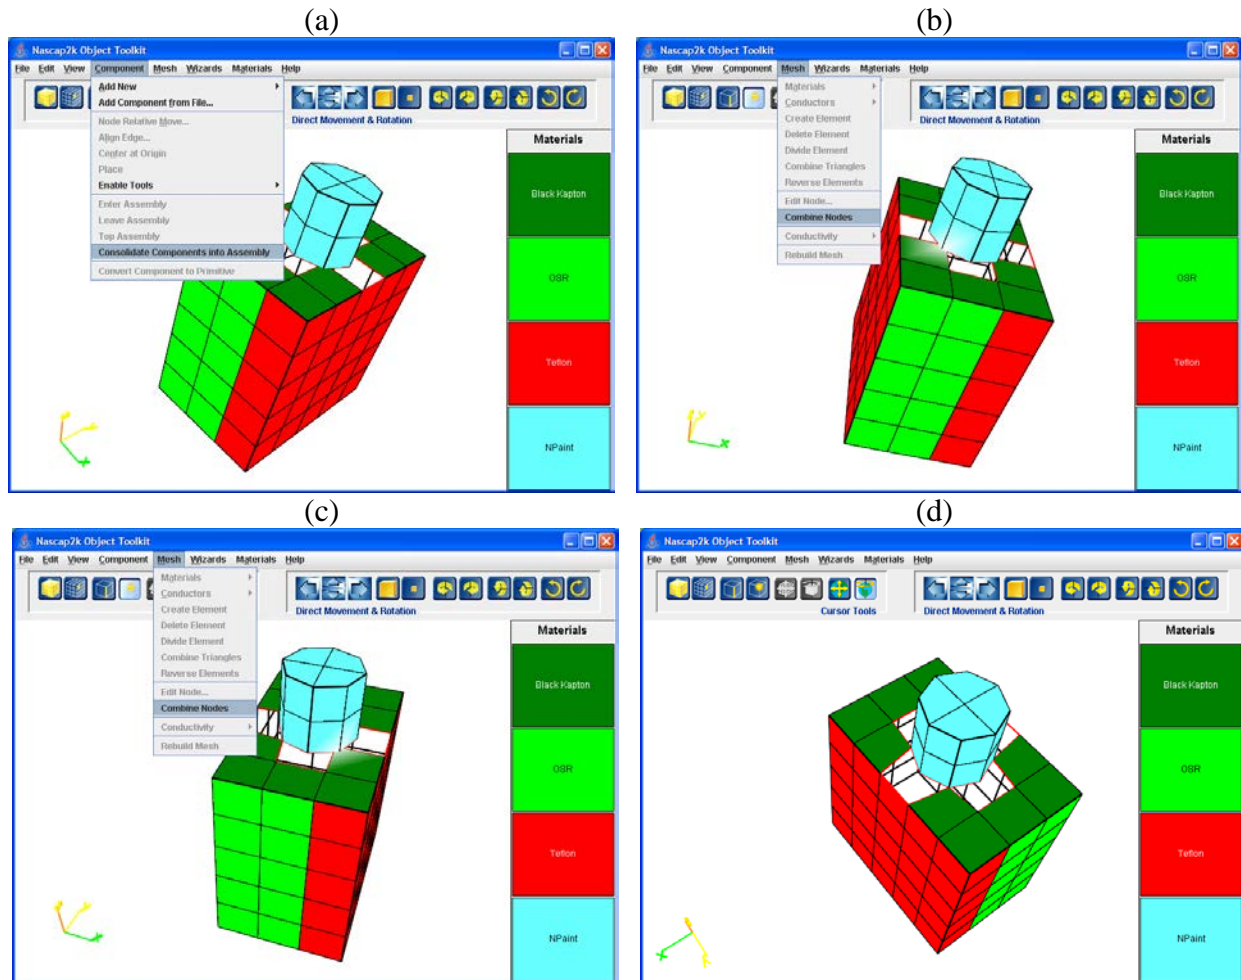 (a)
Nascap2k Object Toolkit
File Edit View Component Mesh Wizards Materials Help
Add New
Add Component from File...
Direct Movement & Rotation
Node Relative Move...
Align Edge...
Center at Origin
Place
Enable Tools
Enter Assembly
Leave Assembly
Top Assembly
Consolidate Components into Assembly
Convert Component to Primitive
Materials
Black Kapton
OSR
Teflon
NPaint
X
Y
(b)
Nascap2k Object Toolkit
File Edit View Component Mesh Wizards Materials Help
Materials
Conductors
Direct Movement & Rotation
Create Element
Delete Element
Divide Element
Combine Triangles
Reverse Elements
Edit Node...
Combine Nodes
Conductivity
Rebuild Mesh
Materials
Black Kapton
OSR
Teflon
NPaint
Y
X
(c)
Nascap2k Object Toolkit
File Edit View Component Mesh Wizards Materials Help
Materials
Conductors
Direct Movement & Rotation
Create Element
Delete Element
Divide Element
Combine Triangles
Reverse Elements
Edit Node...
Combine Nodes
Conductivity
Rebuild Mesh
Materials
Black Kapton
OSR
Teflon
NPaint
Y
X
(d)
Nascap2k Object Toolkit
File Edit View Component Mesh Wizards Materials Help
Cursor Tools
Direct Movement & Rotation
Materials
Black Kapton
OSR
Teflon
NPaint
X
Y